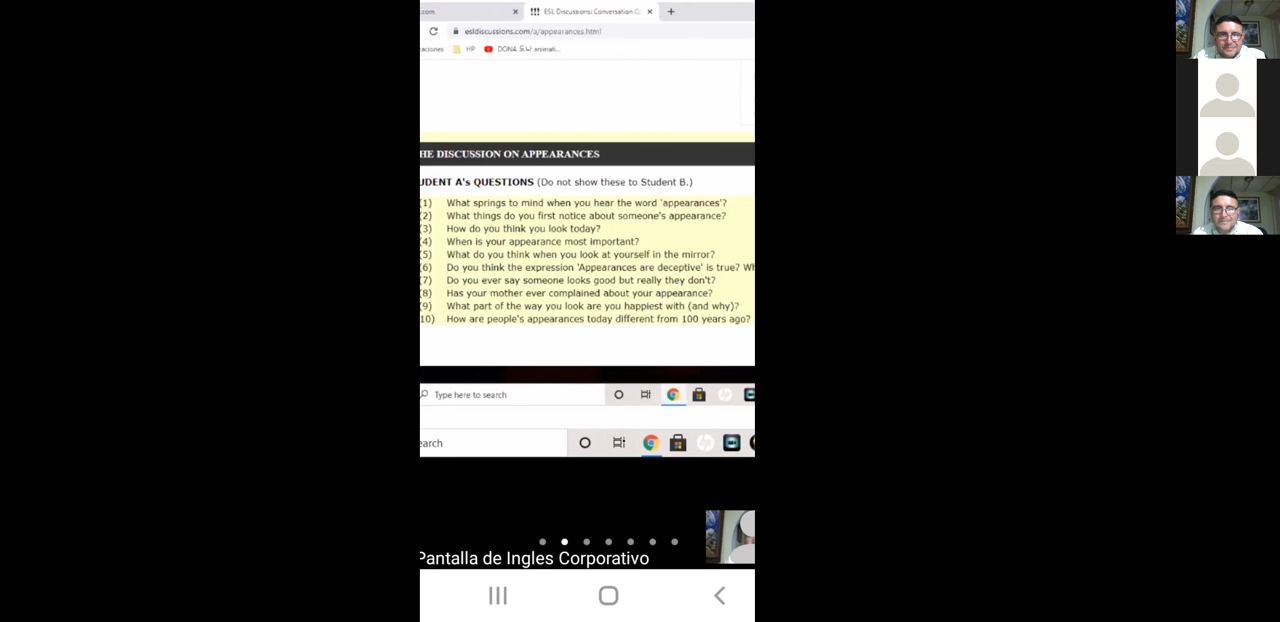 .com
ESL Discussions: Conversation Q
esldiscussions.com/a/appearances.html
aciones HP
HE DISCUSSION ON APPEARANCES
UDENT A's QUESTIONS (Do not show these to Student B.)
(1) What springs to mind when you hear the word 'appearances'?
(2) What things do you first notice about someone's appearance?
(3) How do you think you look today?
(4) When is your appearance most important?
(5) What do you think when you look at yourself in the mirror?
(6) Do you think the expression 'Appearances are deceptive' is true? Wh
(7) Do you ever say someone looks good but really they don't?
(8) Has your mother ever complained about your appearance?
(9) What part of the way you look are you happiest with (and why)?
10) How are people's appearances today different from 100 years ago?
Type here to search
earch
Pantalla de Ingles Corporativo